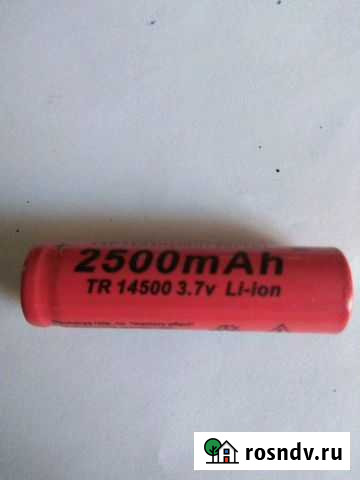 2500mAh
TR 14500 3.7v Li-ion
rosndv.ru